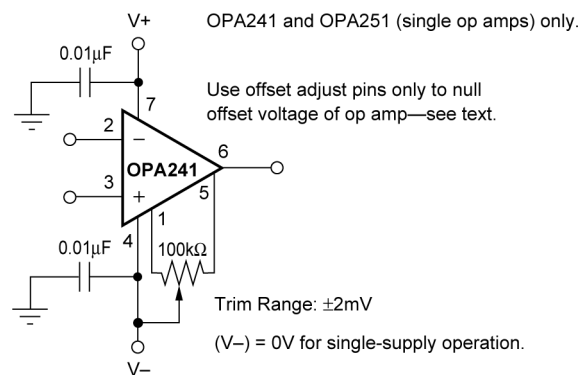 V+
OPA241 and OPA251 (single op amps) only.
0.01µF
7
Use offset adjust pins only to null
offset voltage of op amp—see text.
2
−
6
OPA241
3
+
5
1
4
0.01µF
100kΩ
Trim Range: ±2mV
(V–) = 0V for single-supply operation.
V–